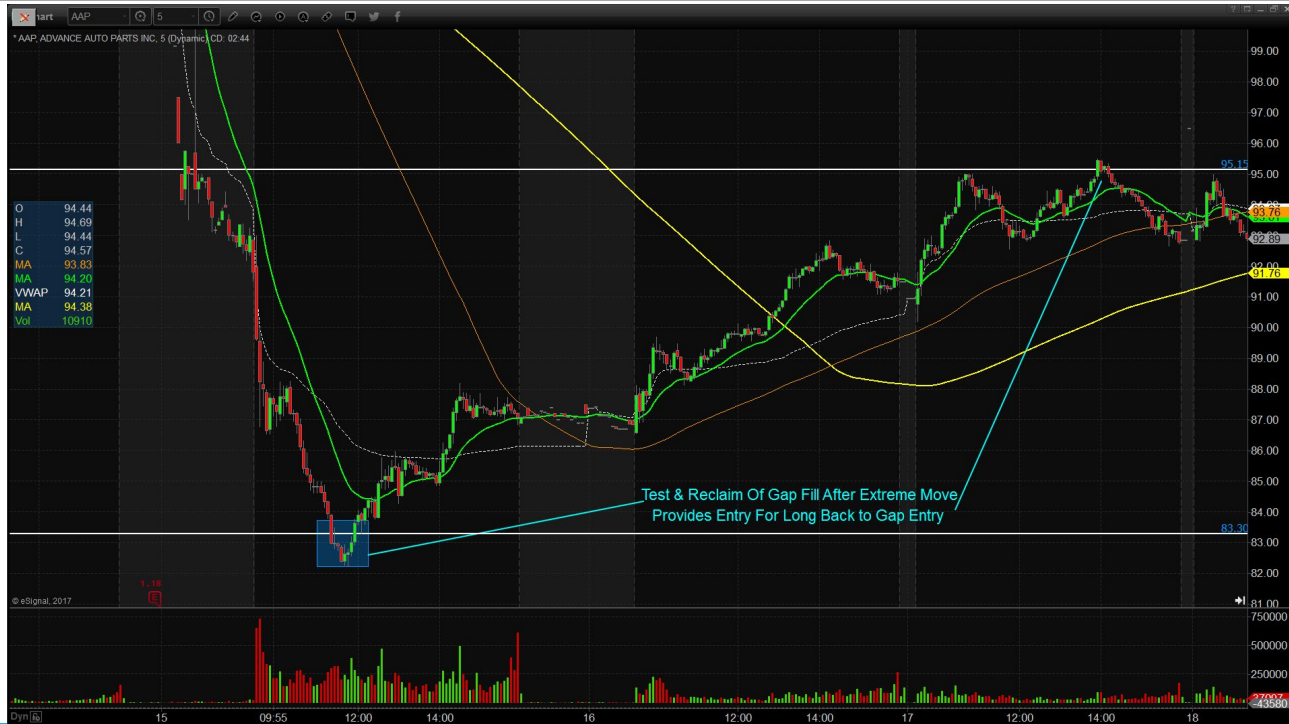 hart AAP 5
* AAP, ADVANCE AUTO PARTS INC, 5 (Dynamic) CD: 02:44
99.00
98.00
97.00
96.00
95.15
95.00
93.76
92.89
92.00
91.76
91.00
90.00
89.00
88.00
87.00
86.00
85.00
84.00
83.30
83.00
82.00
81.00
O 94.44
H 94.69
L 94.44
C 94.57
MA 93.83
MA 94.20
VWAP 94.21
MA 94.38
Vol 10910
Test & Reclaim Of Gap Fill After Extreme Move
Provides Entry For Long Back to Gap Entry
1.16
E
© eSignal, 2017
750000
500000
250000
43580
Dyn
15 09:55 12:00 14:00 16 12:00 14:00 17 12:00 14:00 18